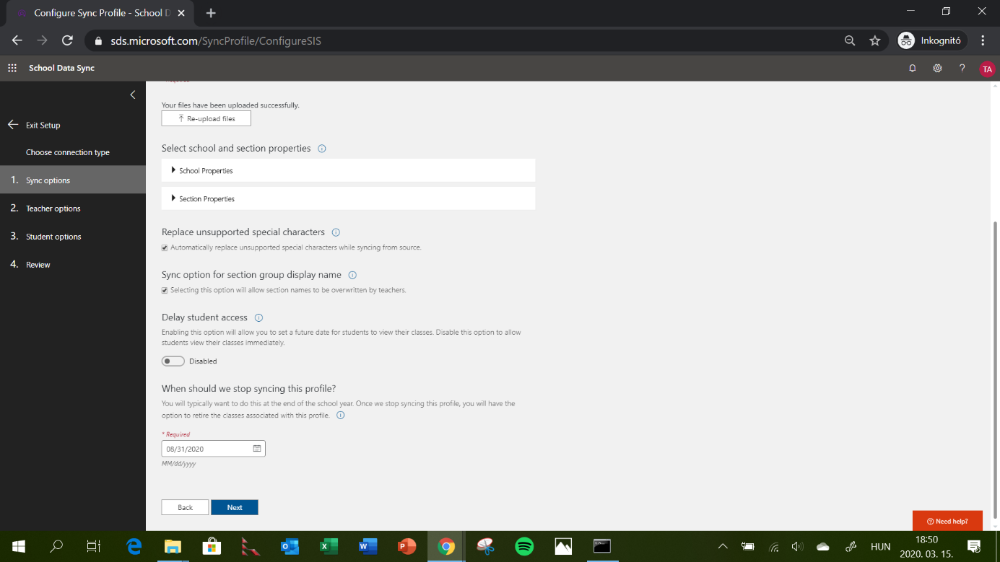 Configure Sync Profile - School D
sds.microsoft.com/SyncProfile/ConfigureSIS
Inkognitó
School Data Sync
TA
Your files have been uploaded successfully.
Re-upload files
Exit Setup
Choose connection type
1. Sync options
2. Teacher options
3. Student options
4. Review
Select school and section properties
School Properties
Section Properties
Replace unsupported special characters
Automatically replace unsupported special characters while syncing from source.
Sync option for section group display name
Selecting this option will allow section names to be overwritten by teachers.
Delay student access
Enabling this option will allow you to set a future date for students to view their classes. Disable this option to allow
students view their classes immediately.
Disabled
When should we stop syncing this profile?
You will typically want to do this at the end of the school year. Once we stop syncing this profile, you will have the
option to retire the classes associated with this profile.
* Required
08/31/2020
MM/dd/yyyy
Back
Next
Need help?
HUN
18:50
2020. 03. 15.